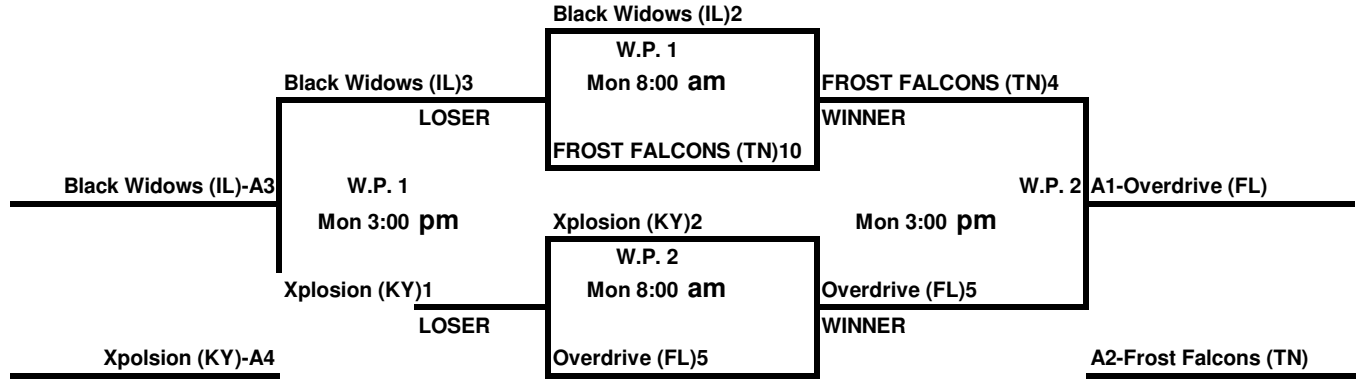 Black Widows (IL)2
W.P. 1
Black Widows (IL)3
Mon 8:00 am
FROST FALCONS (TN)4
LOSER
WINNER
FROST FALCONS (TN)10
Black Widows (IL)-A3
W.P. 1
W.P. 2
A1-Overdrive (FL)
Mon 3:00 pm
Xplosion (KY)2
Mon 3:00 pm
W.P. 2
Xplosion (KY)1
Mon 8:00 am
Overdrive (FL)5
LOSER
WINNER
Xpolsion (KY)-A4
Overdrive (FL)5
A2-Frost Falcons (TN)